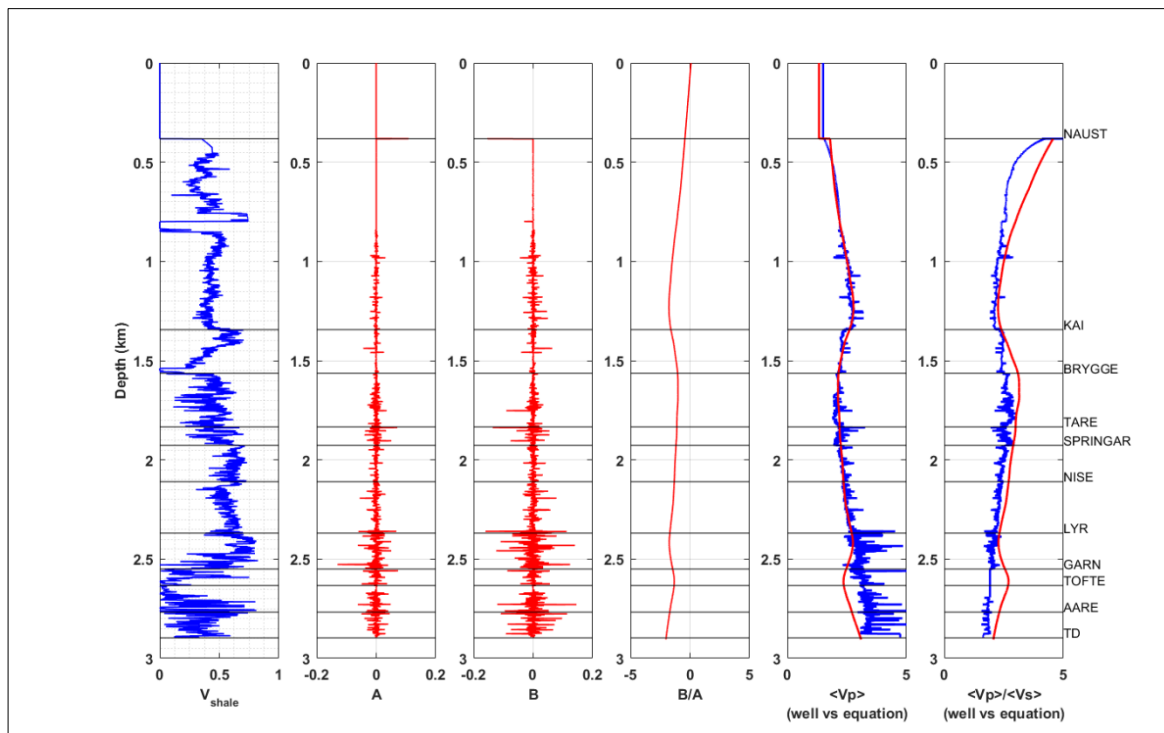 0 0 0 0 0 0
NAUST
0.5 0.5 0.5 0.5 0.5 0.5
1 1 1 1 1 1
KAI
1.5 1.5 1.5 1.5 1.5 1.5
BRYGGE
TARE
SPRINGAR
2 2 2 2 2 2
NISE
LYR
2.5 2.5 2.5 2.5 2.5 2.5
GARN
TOFTE
AARE
TD
3 3 3 3 3 3
Depth (km)
0 0.5 1 -0.2 0 0.2 -0.2 0 0.2 -5 0 5 0 5 0 5
Vshale A B B/A <Vp> <Vp>/<Vs>
(well vs equation) (well vs equation)